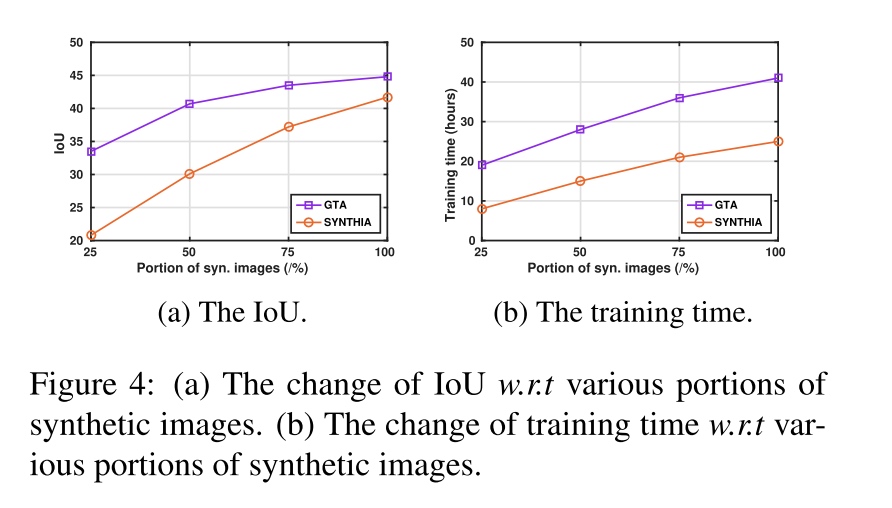 50
45
40
35
30
25
20
IoU
25 50 75 100
Portion of syn. images (/%)
GTA
SYNTHIA
(a) The IoU.
50
40
30
20
10
0
Training time (hours)
25 50 75 100
Portion of syn. images (/%)
GTA
SYNTHIA
(b) The training time.
Figure 4: (a) The change of IoU w.r.t various portions of
synthetic images. (b) The change of training time w.r.t var-
ious portions of synthetic images.